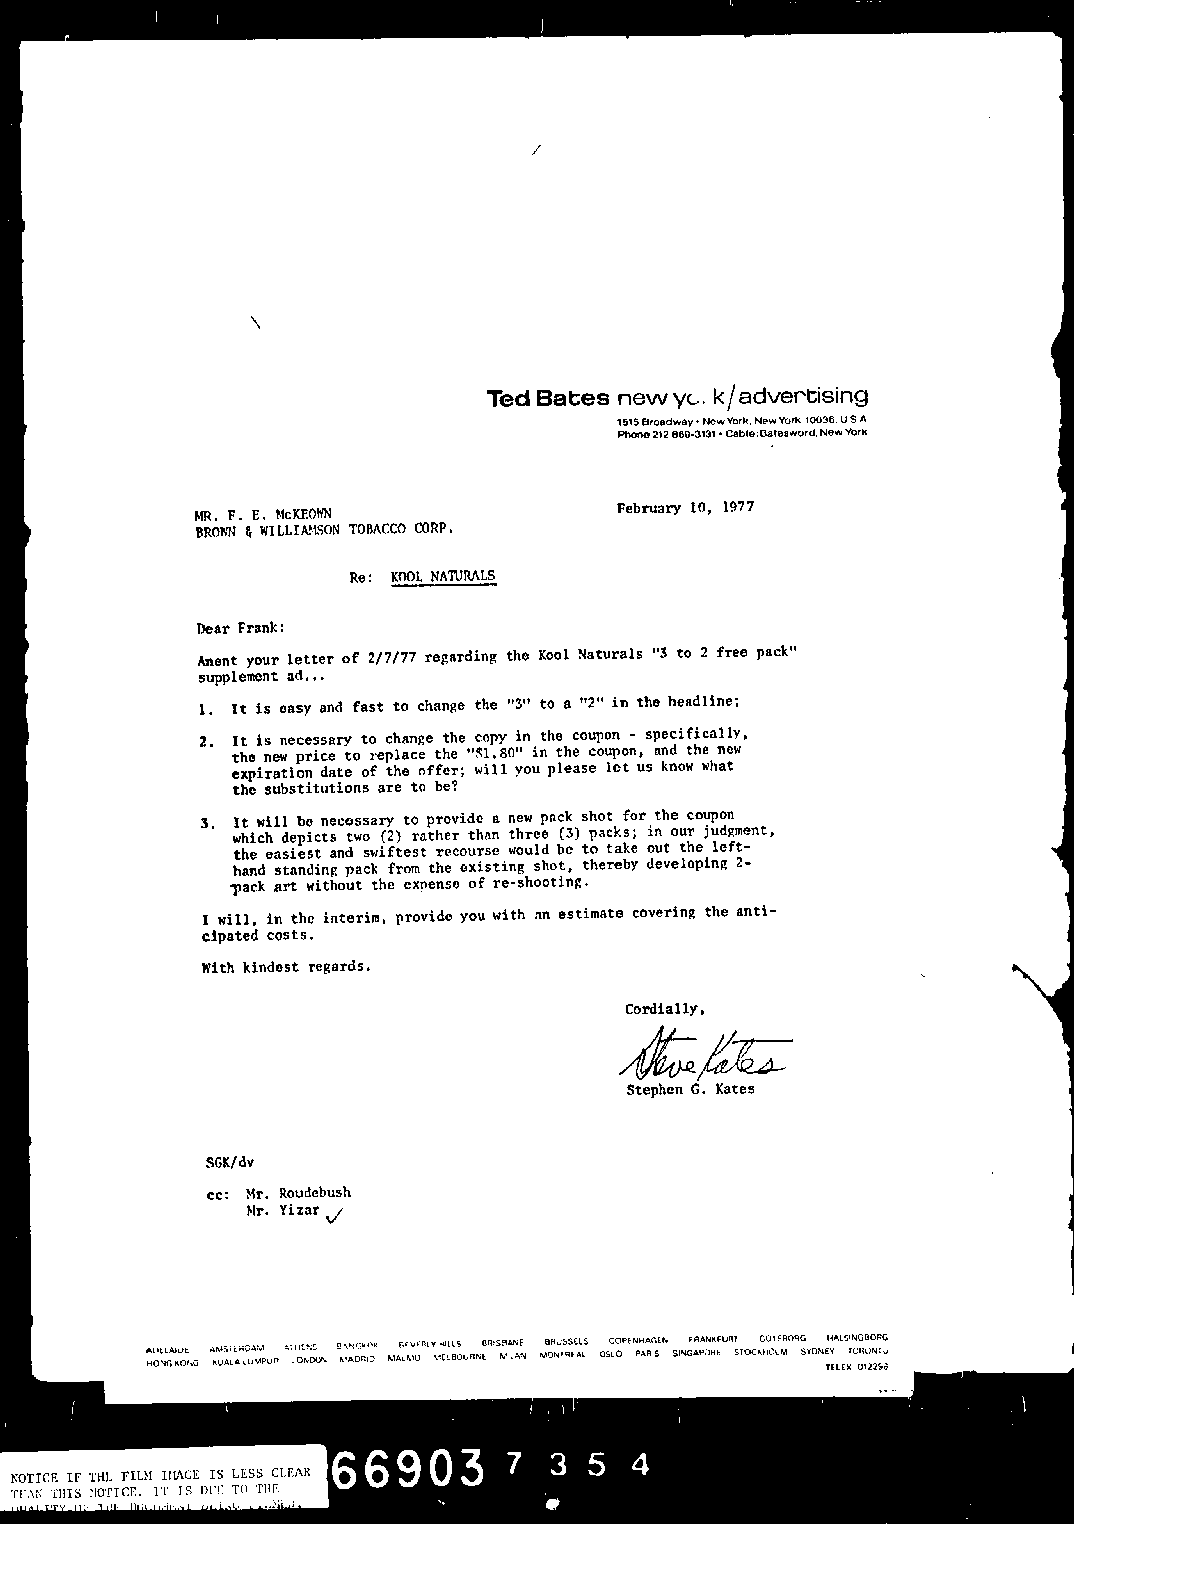 Ted Bates new york/advertising
1515 Broadway • New York, New York 10036, U S A
Phone 212 869-3131 • Cable: Batesword, New York
February 10, 1977
MR. F. E. McKEOWN
BROWN & WILLIAMSON TOBACCO CORP.
Re: KOOL NATURALS
Dear Frank:
Anent your letter of 2/7/77 regarding the Kool Naturals "3 to 2 free pack"
supplement ad...
1. It is easy and fast to change the "3" to a "2" in the headline;
2. It is necessary to change the copy in the coupon - specifically,
the new price to replace the "$1.80" in the coupon, and the new
expiration date of the offer; will you please let us know what
the substitutions are to be?
3. It will be necessary to provide a new pack shot for the coupon
which depicts two (2) rather than three (3) packs; in our judgment,
the easiest and swiftest recourse would be to take out the left-
hand standing pack from the existing shot, thereby developing 2-
pack art without the expense of re-shooting.
I will, in the interim, provide you with an estimate covering the anti-
cipated costs.
With kindest regards.
Cordially,
Steve Kates
Stephen G. Kates
SGK/dv
cc: Mr. Roudebush
Mr. Yizar ✓
ADELAIDE AMSTERDAM ATHENS BANGKOK BEVERLY HILLS BRISBANE BRUSSELS COPENHAGEN FRANKFURT GOTEBORG HALSINGBORG
HONG KONG KUALA LUMPUR LONDON MADRID MALMO MELBOURNE MILAN MONTREAL OSLO PARIS SINGAPORE STOCKHOLM SYDNEY TORONTO
TELEX 012296
66903 7354
NOTICE IF THE FILM IMAGE IS LESS CLEAR
THAN THIS NOTICE. IT IS DUE TO THE